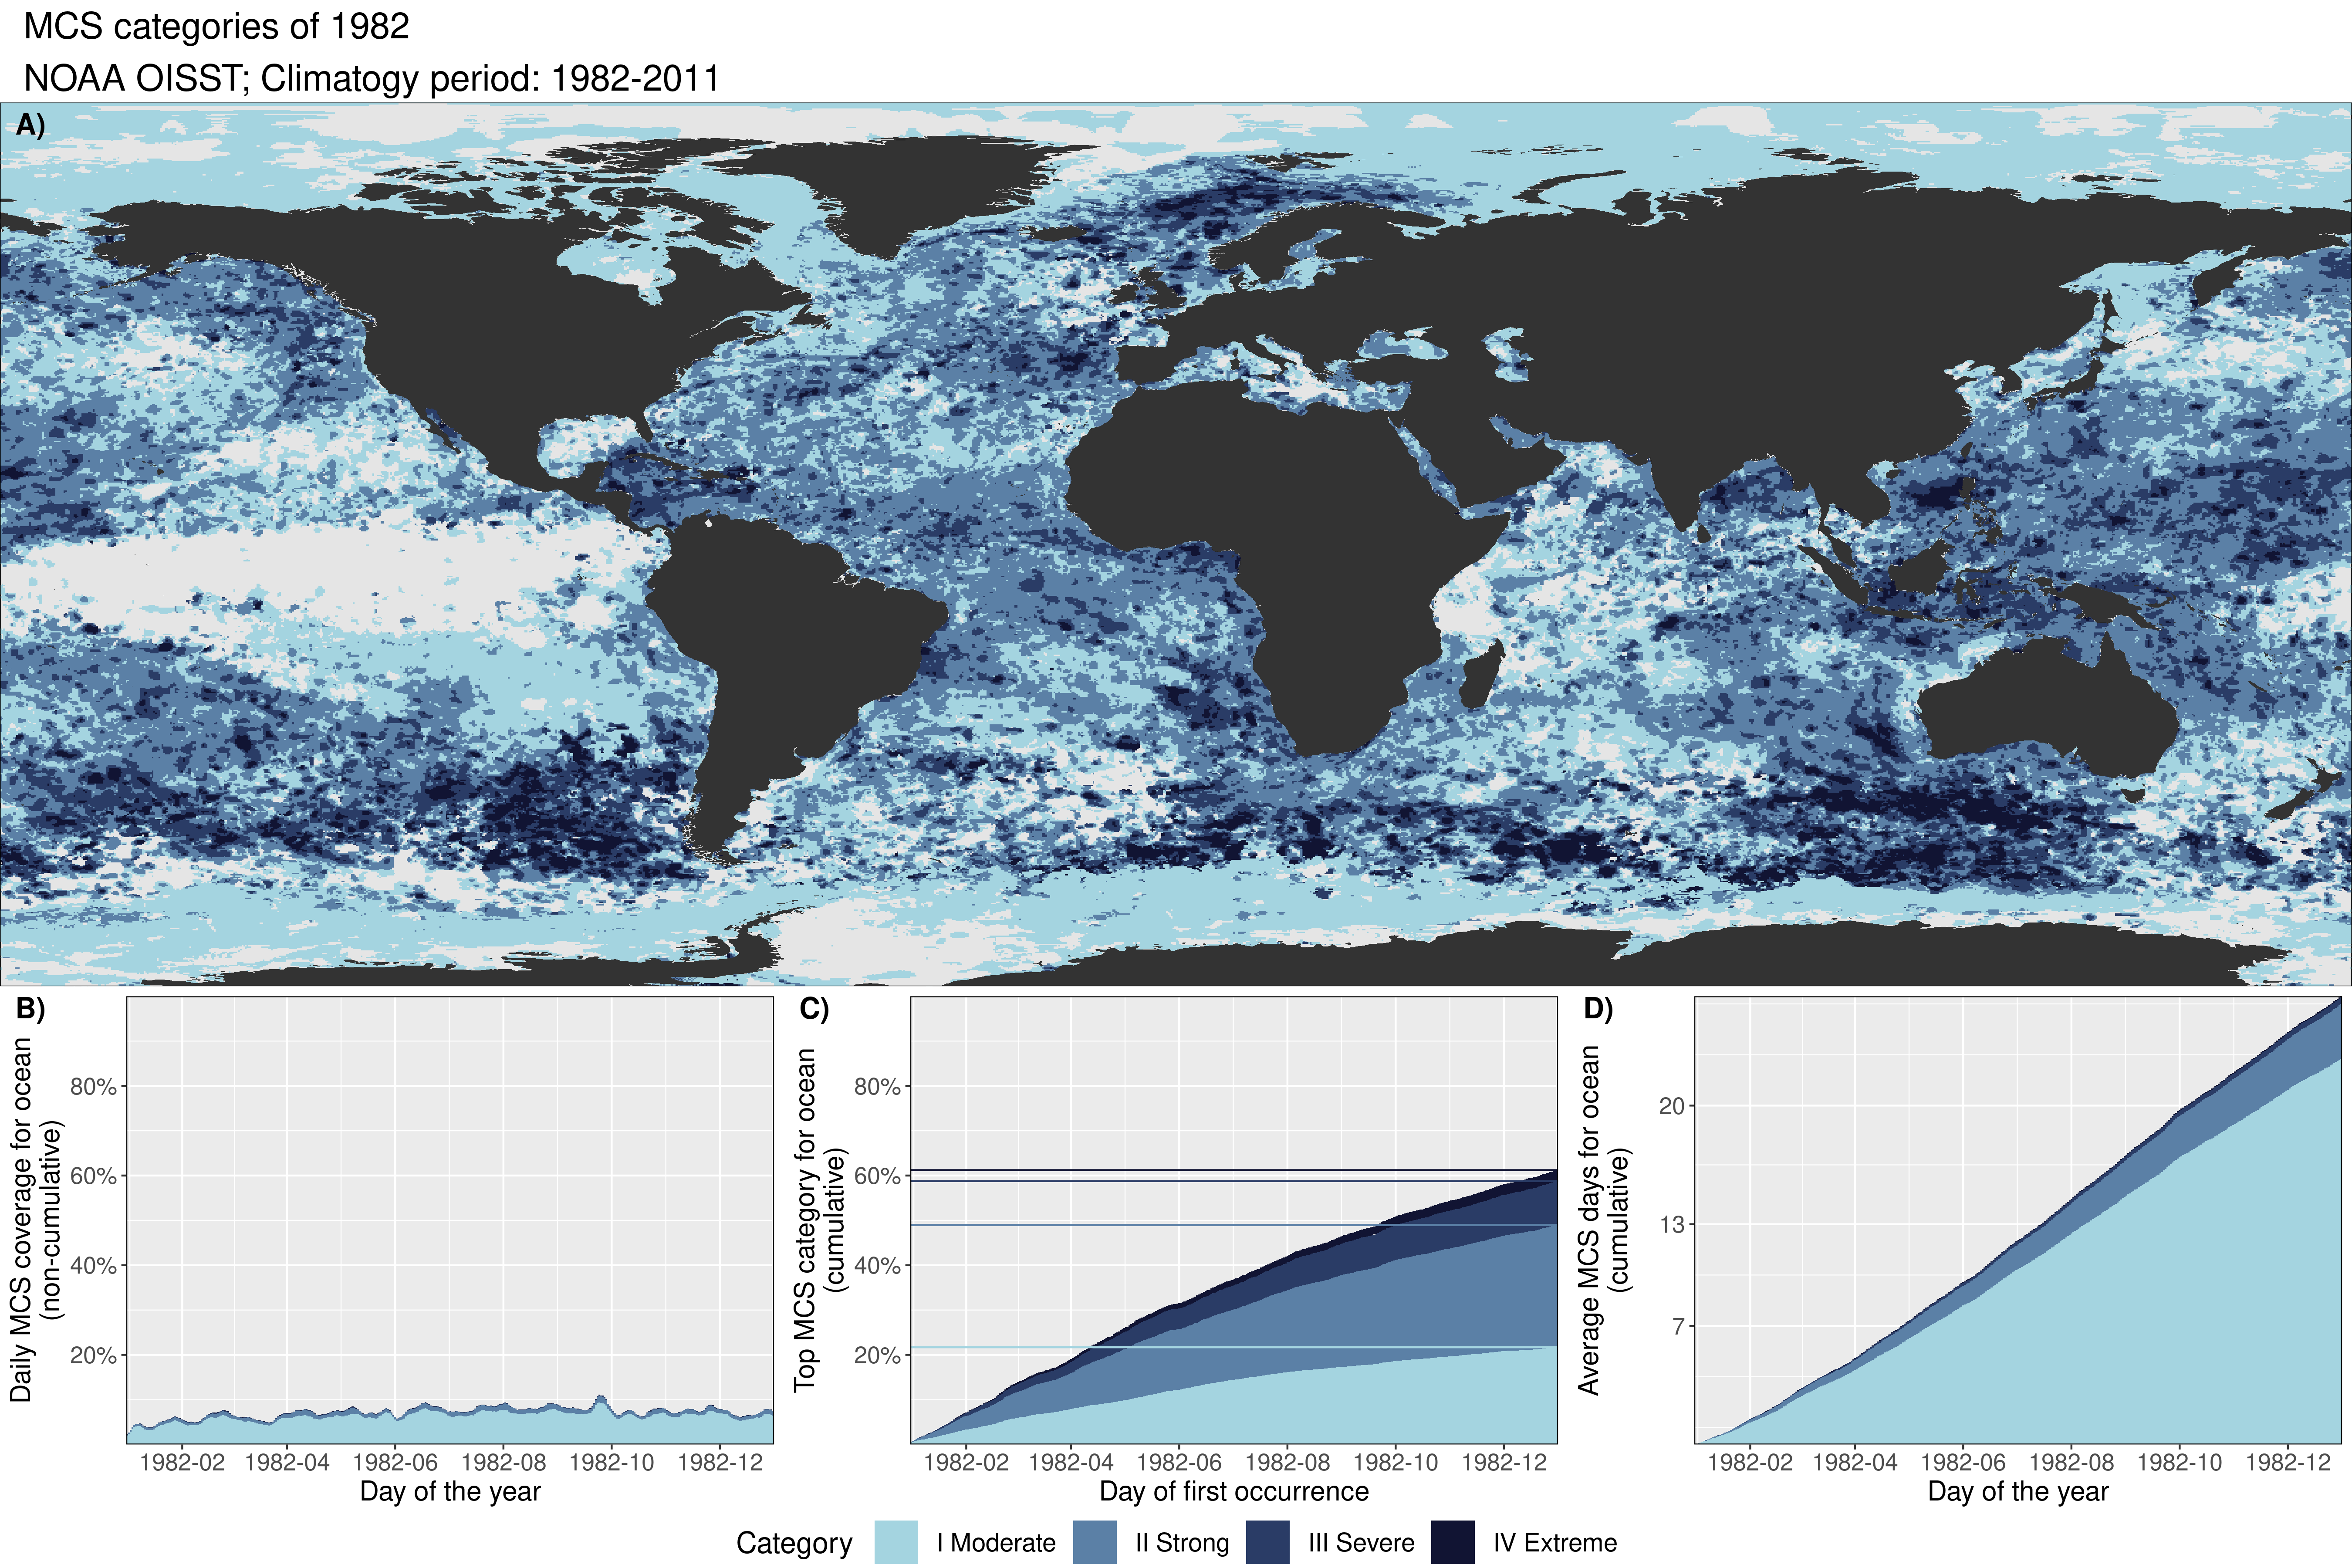 MCS categories of 1982
NOAA OISST; Climatogy period: 1982-2011
A)
B)
Daily MCS coverage for ocean
(non-cumulative)
80%
60%
40%
20%
1982-02 1982-04 1982-06 1982-08 1982-10 1982-12
Day of the year
C)
Top MCS category for ocean
(cumulative)
80%
60%
40%
20%
1982-02 1982-04 1982-06 1982-08 1982-10 1982-12
Day of first occurrence
D)
Average MCS days for ocean
(cumulative)
20
13
7
1982-02 1982-04 1982-06 1982-08 1982-10 1982-12
Day of the year
Category I Moderate II Strong III Severe IV Extreme